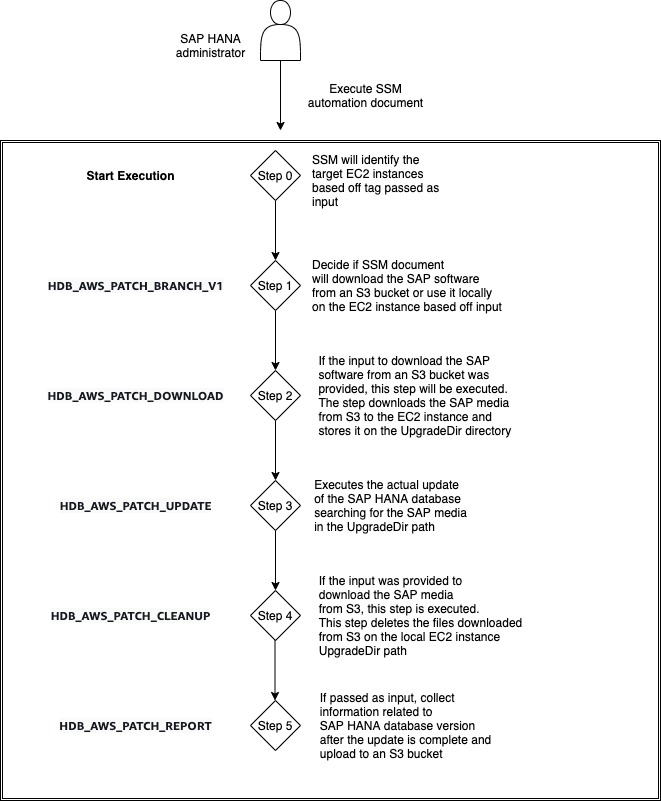 SAP HANA
administrator
Execute SSM
automation document
Start Execution
Step 0
SSM will identify the
target EC2 instances
based off tag passed as
input
HDB_AWS_PATCH_BRANCH_V1
Step 1
Decide if SSM document
will download the SAP software
from an S3 bucket or use it locally
on the EC2 instance based off input
HDB_AWS_PATCH_DOWNLOAD
Step 2
If the input to download the SAP
software from an S3 bucket was
provided, this step will be executed.
The step downloads the SAP media
from S3 to the EC2 instance and
stores it on the UpgradeDir directory
HDB_AWS_PATCH_UPDATE
Step 3
Executes the actual update
of the SAP HANA database
searching for the SAP media
in the UpgradeDir path
HDB_AWS_PATCH_CLEANUP
Step 4
If the input was provided to
download the SAP media
from S3, this step is executed.
This step deletes the files downloaded
from S3 on the local EC2 instance
UpgradeDir path
HDB_AWS_PATCH_REPORT
Step 5
If passed as input, collect
information related to
SAP HANA database version
after the update is complete and
upload to an S3 bucket